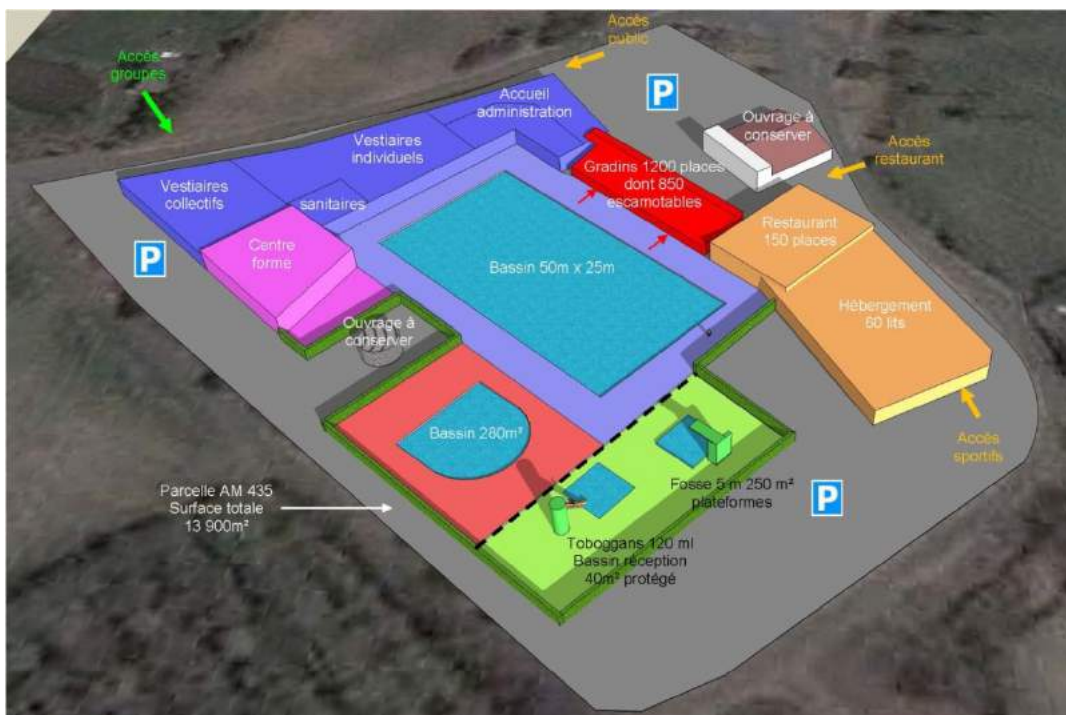 Accès
public
Accès
groupes
P
Accueil
administration
Ouvrage à
conserver
Vestiaires
individuels
Accès
restaurant
Gradins 1200 places
dont 850
escamotables
Vestiaires
collectifs
sanitaires
Restaurant
150 places
Centre
forme
P
Bassin 50m x 25m
Hébergement
60 lits
Ouvrage à
conserver
Bassin 280m²
Accès
sportifs
Fosse 5 m 250 m²
plateformes
P
Parcelle AM 435
Surface totale
13 900m²
Toboggans 120 ml
Bassin réception
40m² protégé